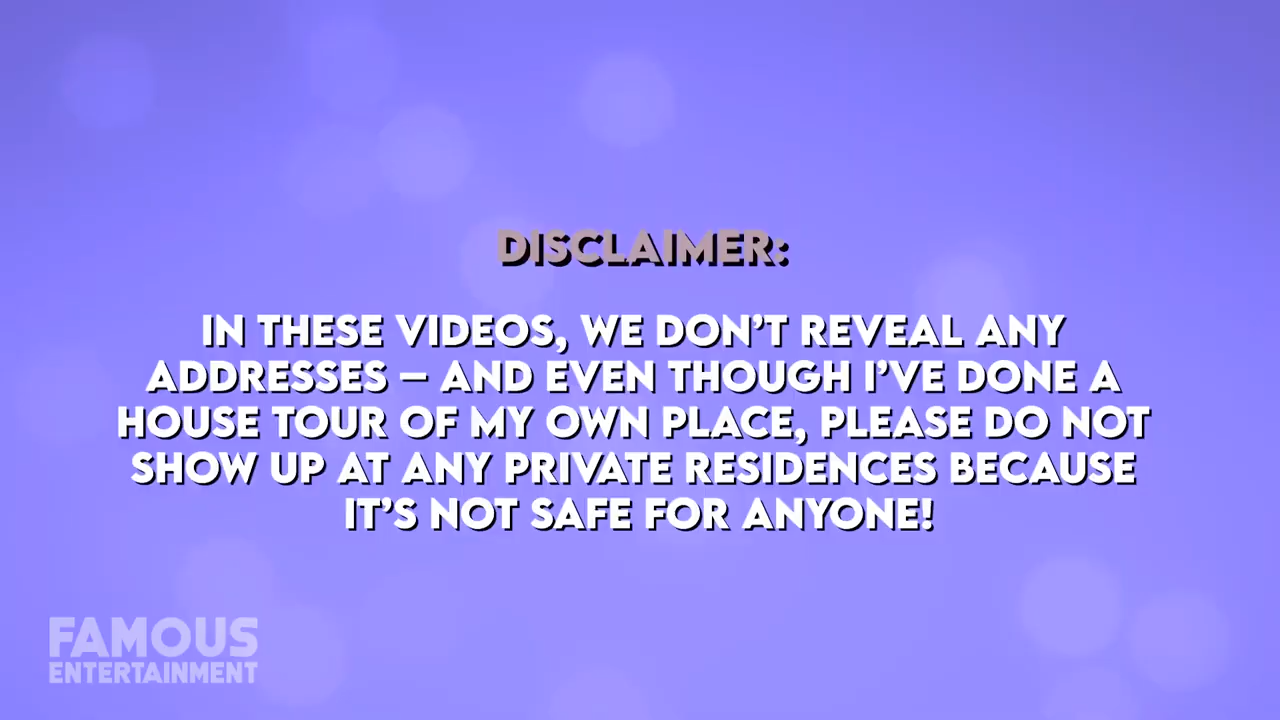 DISCLAIMER:
IN THESE VIDEOS, WE DON’T REVEAL ANY
ADDRESSES – AND EVEN THOUGH I’VE DONE A
HOUSE TOUR OF MY OWN PLACE, PLEASE DO NOT
SHOW UP AT ANY PRIVATE RESIDENCES BECAUSE
IT’S NOT SAFE FOR ANYONE!
FAMOUS
ENTERTAINMENT